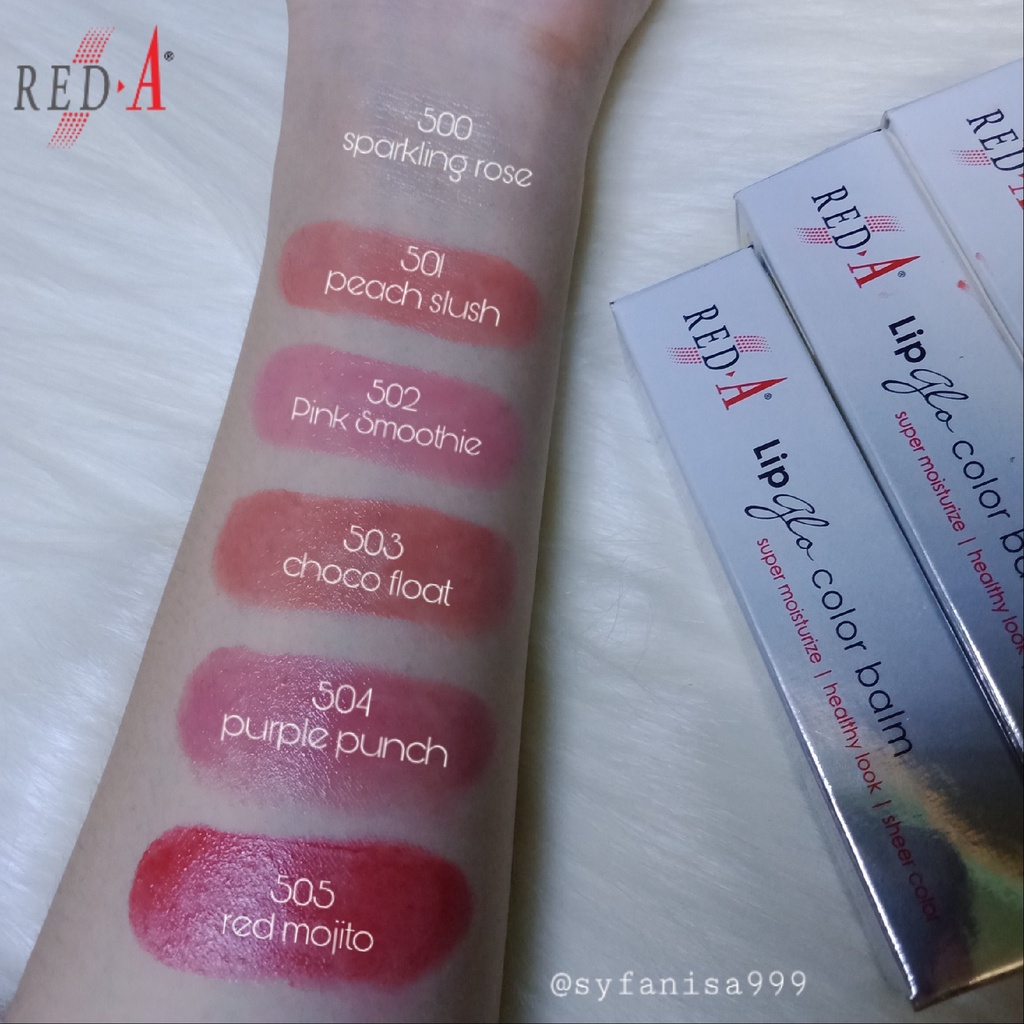 RED·A®
500
sparkling rose
501
peach slush
502
Pink Smoothie
503
choco float
504
purple punch
505
red mojito
RED·A®
Lip Glo color balm
super moisturize | healthy look | sheer color
RED·A®
Lip Glo color
super moisturize | healthy look
RED
@syfanisa999